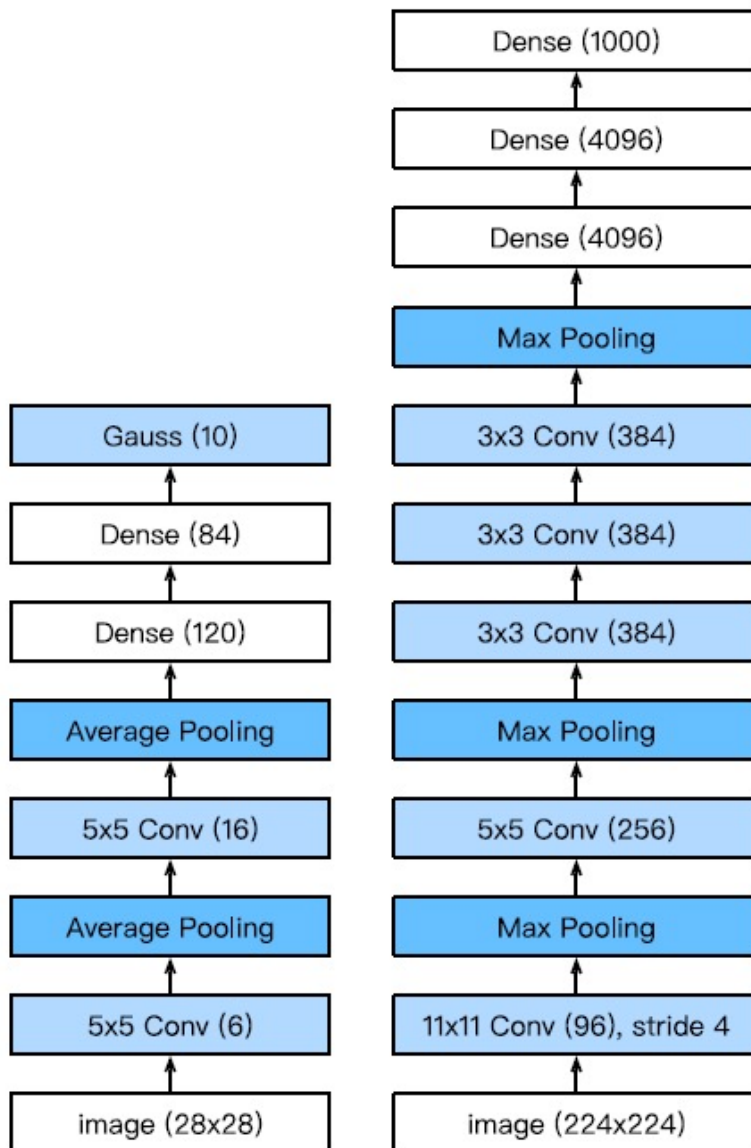 Gauss (10)
Dense (84)
Dense (120)
Average Pooling
5x5 Conv (16)
Average Pooling
5x5 Conv (6)
image (28x28)
Dense (1000)
Dense (4096)
Dense (4096)
Max Pooling
3x3 Conv (384)
3x3 Conv (384)
3x3 Conv (384)
Max Pooling
5x5 Conv (256)
Max Pooling
11x11 Conv (96), stride 4
image (224x224)